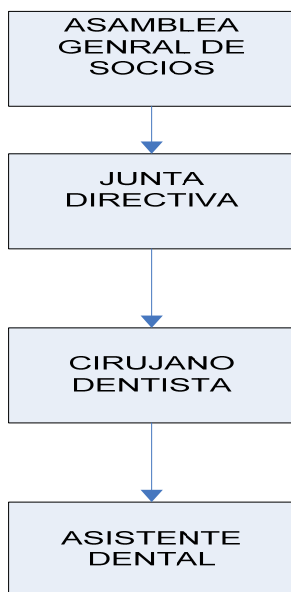 ASAMBLEA
GENRAL DE
SOCIOS
JUNTA
DIRECTIVA
CIRUJANO
DENTISTA
ASISTENTE
DENTAL